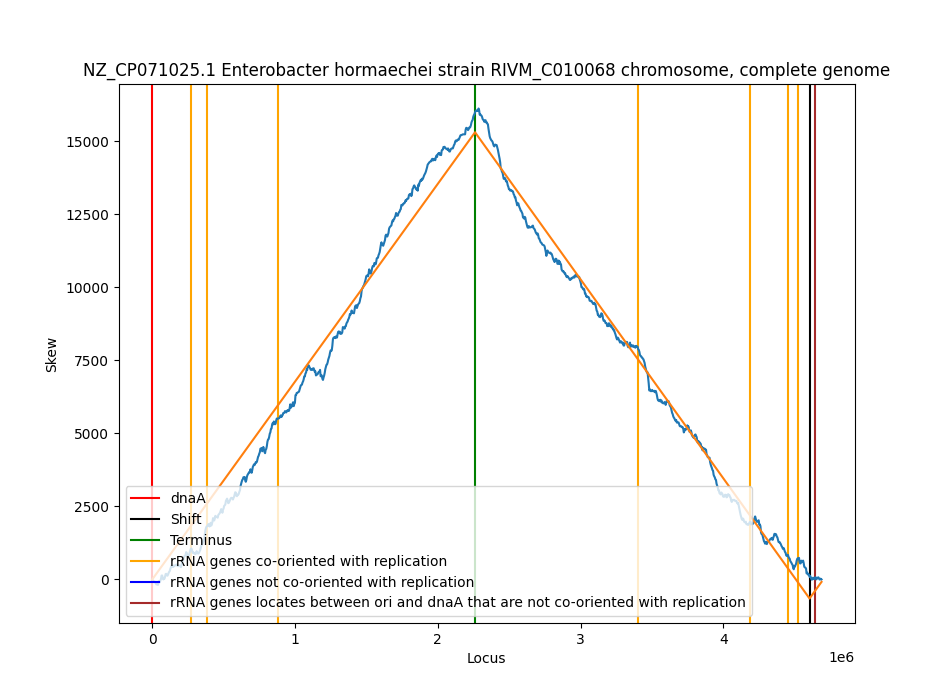 NZ_CP071025.1 Enterobacter hormaechei strain RIVM_C010068 chromosome, complete genome
Skew
15000
12500
10000
7500
5000
2500
0
dnaA
Shift
Terminus
rRNA genes co-oriented with replication
rRNA genes not co-oriented with replication
rRNA genes locates between ori and dnaA that are not co-oriented with replication
0 1 2 3 4
Locus
1e6